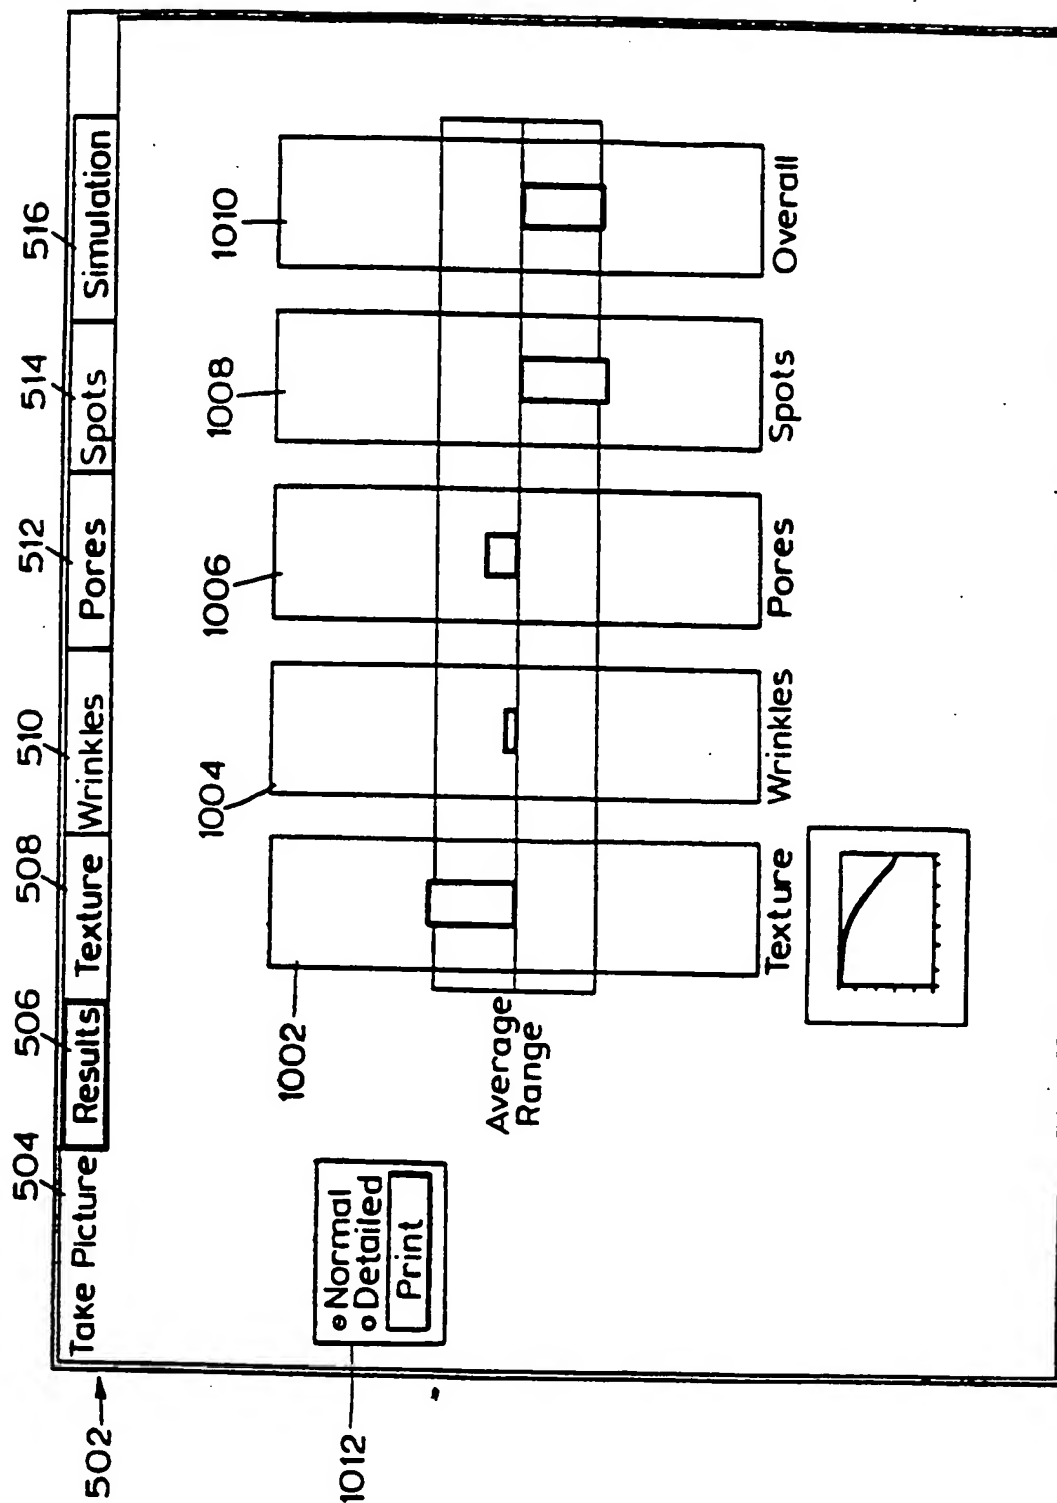 502
504
506
508
510
512
514
516
Take Picture
Results
Texture
Wrinkles
Pores
Spots
Simulation
1012
Normal
Detailed
Print
1002
1004
1006
1008
1010
Average
Range
Texture
Wrinkles
Pores
Spots
Overall